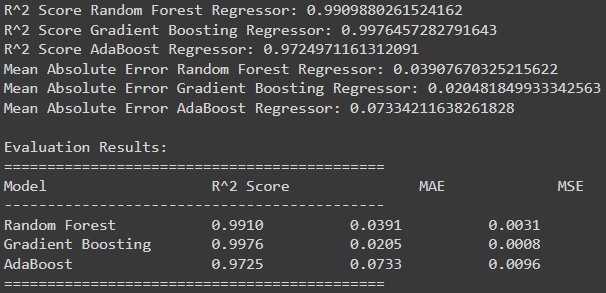 R^2 Score Random Forest Regressor: 0.9909880261524162
R^2 Score Gradient Boosting Regressor: 0.9976457282791643
R^2 Score AdaBoost Regressor: 0.9724971161312091
Mean Absolute Error Random Forest Regressor: 0.03907670325215622
Mean Absolute Error Gradient Boosting Regressor: 0.020481849933342563
Mean Absolute Error AdaBoost Regressor: 0.07334211638261828
Evaluation Results:
============================================
Model R^2 Score MAE MSE
--------------------------------------------
Random Forest 0.9910 0.0391 0.0031
Gradient Boosting 0.9976 0.0205 0.0008
AdaBoost 0.9725 0.0733 0.0096
============================================